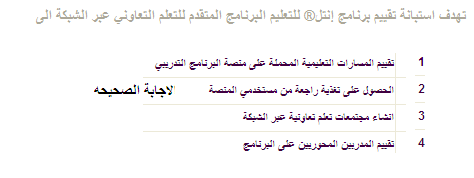 تهدف استبانة تقييم برنامج إنتل® للتعليم البرنامج المتقدم للتعلم التعاوني عبر الشبكة الى
1 تقييم المسارات التعليمية المحملة على منصة البرنامج التدريبي
2 الحصول على تغذية راجعة من مستخدمي المنصة لاجابة الصحيحه
3 انشاء مجتمعات تعلم تعاونية عبر الشبكة
4 تقييم المدربين المحوريين على البرنامج